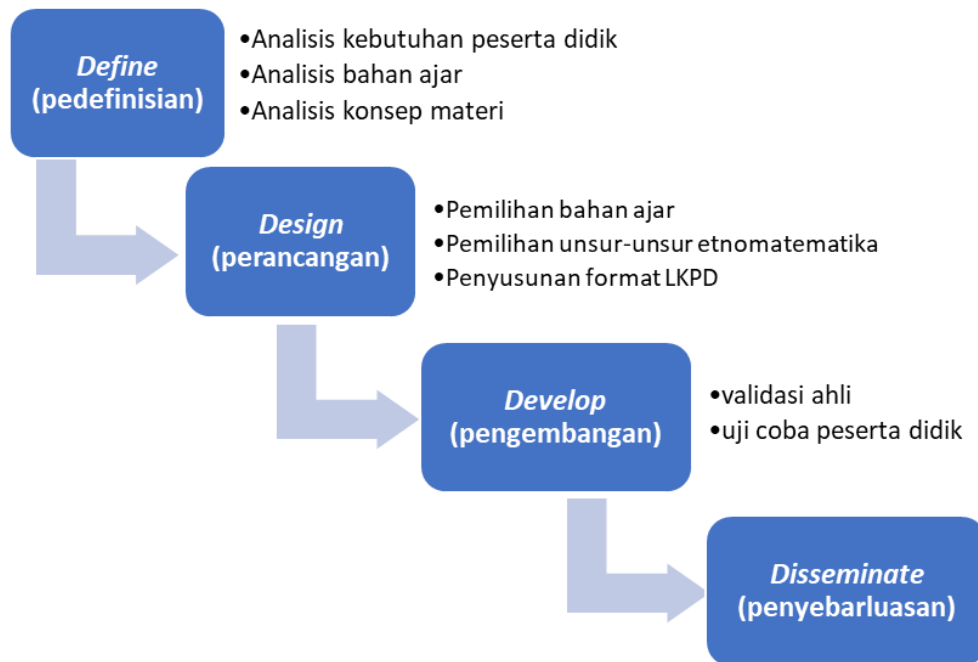 Define
(pedefinisian)
•Analisis kebutuhan peserta didik
•Analisis bahan ajar
•Analisis konsep materi
Design
(perancangan)
•Pemilihan bahan ajar
•Pemilihan unsur-unsur etnomatematika
•Penyusunan format LKPD
Develop
(pengembangan)
•validasi ahli
•uji coba peserta didik
Disseminate
(penyebarluasan)